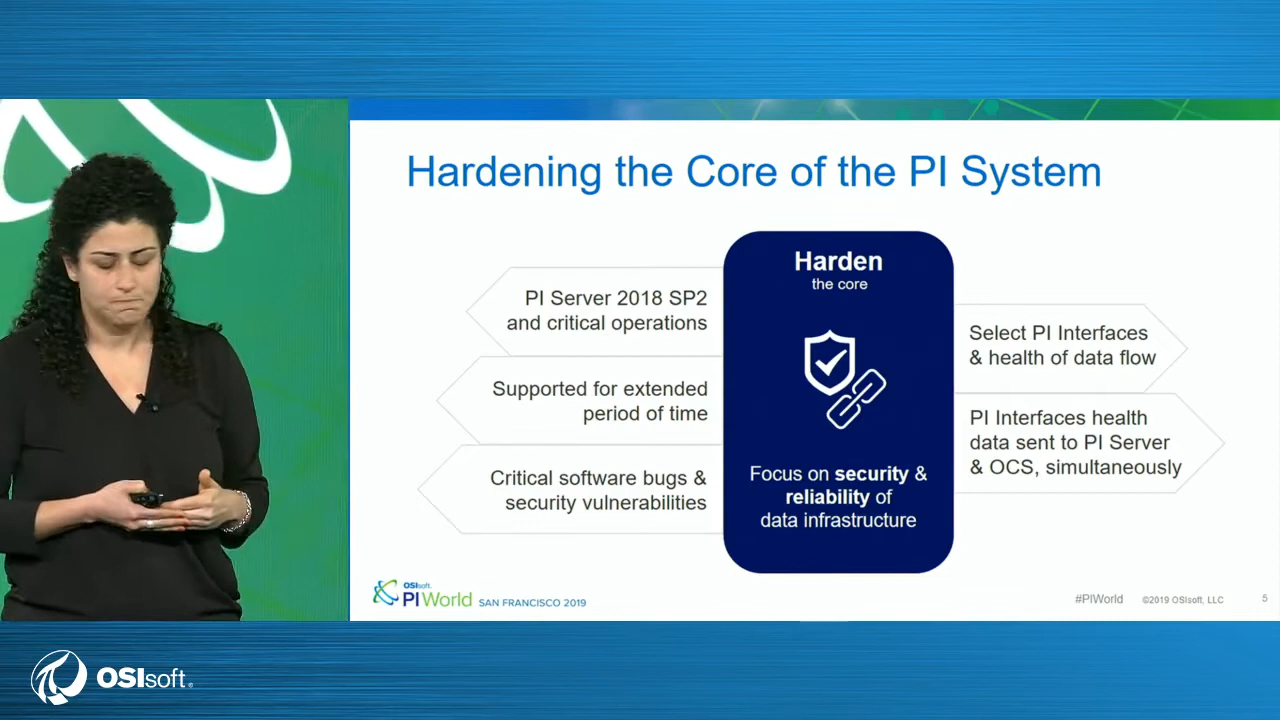 Hardening the Core of the PI System
PI Server 2018 SP2
and critical operations
Supported for extended
period of time
Critical software bugs &
security vulnerabilities
Harden
the core
Focus on security &
reliability of
data infrastructure
Select PI Interfaces
& health of data flow
PI Interfaces health
data sent to PI Server
& OCS, simultaneously
OSIsoft.
PI World SAN FRANCISCO 2019
#PIWorld ©2019 OSIsoft, LLC 5
OSIsoft.